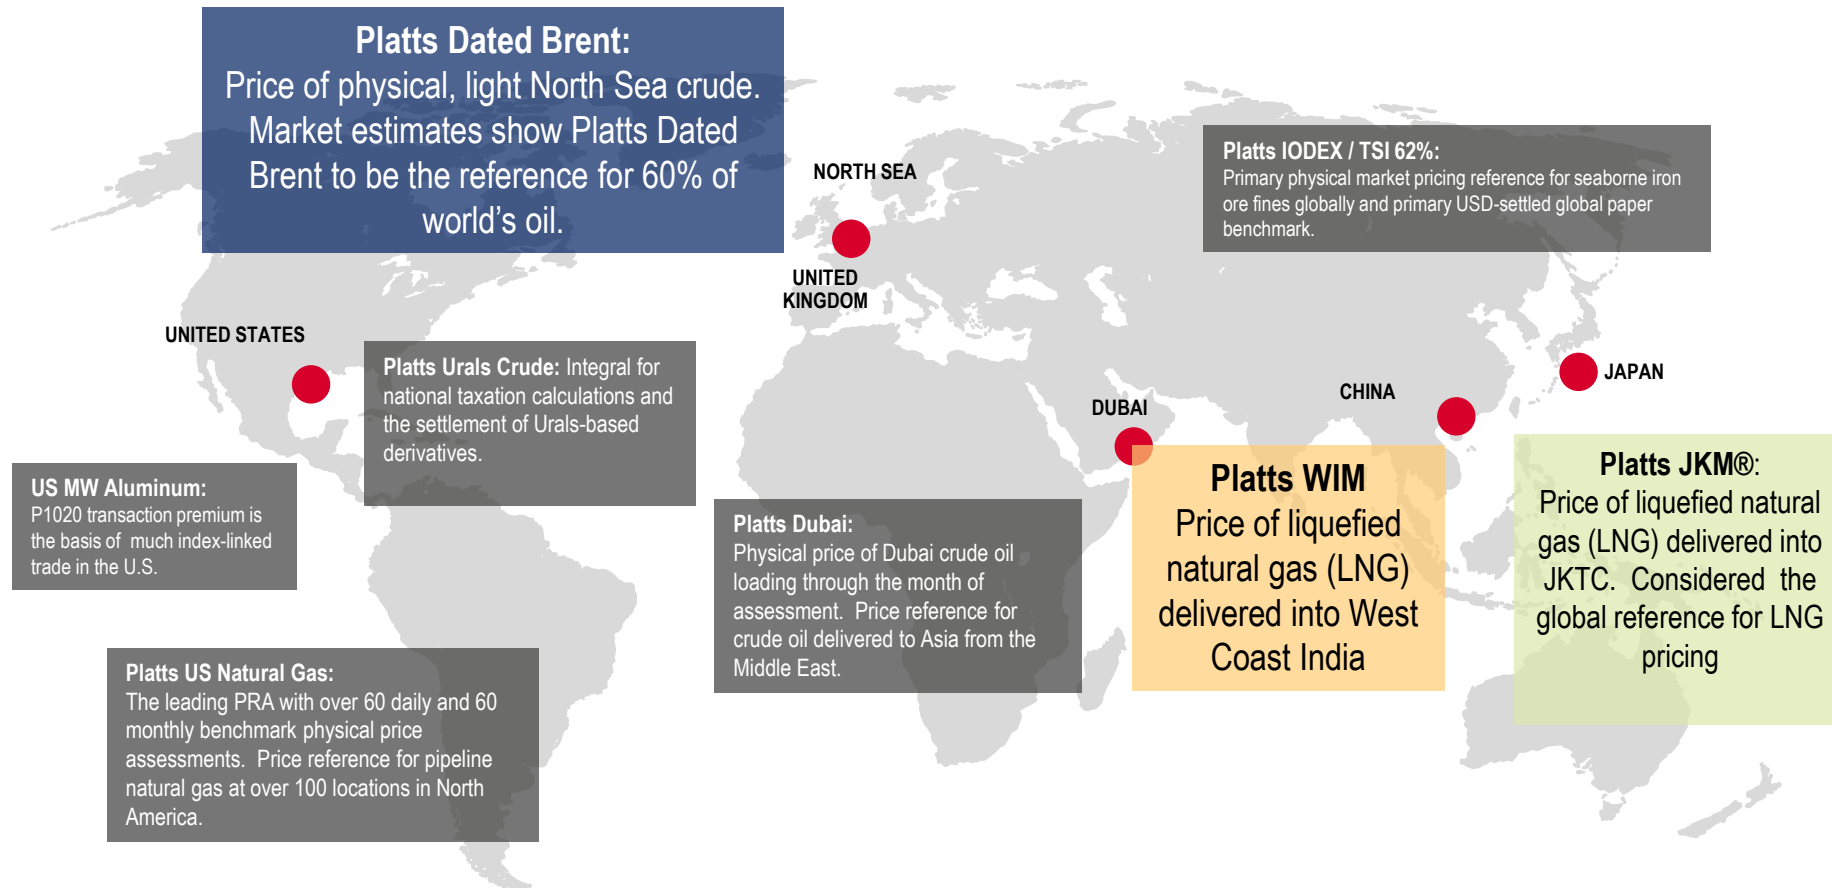 Platts Dated Brent:
Price of physical, light North Sea crude.
Market estimates show Platts Dated
Brent to be the reference for 60% of
world’s oil.
NORTH SEA
Platts IODEX / TSI 62%:
Primary physical market pricing reference for seaborne iron
ore fines globally and primary USD-settled global paper
benchmark.
UNITED
KINGDOM
UNITED STATES
Platts Urals Crude: Integral for
national taxation calculations and
the settlement of Urals-based
derivatives.
JAPAN
CHINA
DUBAI
US MW Aluminum:
P1020 transaction premium is
the basis of  much index-linked
trade in the U.S.
Platts Dubai:
Physical price of Dubai crude oil
loading through the month of
assessment.  Price reference for
crude oil delivered to Asia from the
Middle East.
Platts WIM
Price of liquefied
natural gas (LNG)
delivered into West
Coast India
Platts JKM®:
Price of liquefied natural
gas (LNG) delivered into
JKTC.  Considered  the
global reference for LNG
pricing
Platts US Natural Gas:
The leading PRA with over 60 daily and 60
monthly benchmark physical price
assessments.  Price reference for pipeline
natural gas at over 100 locations in North
America.